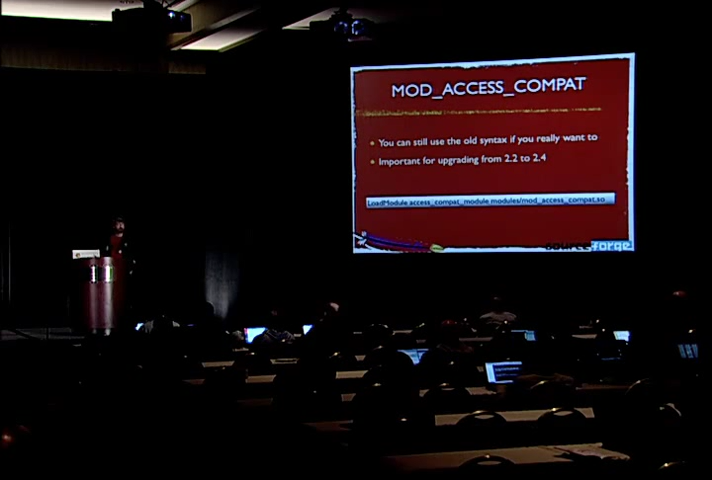 MOD_ACCESS_COMPAT
You can still use the old syntax if you really want to
Important for upgrading from 2.2 to 2.4
LoadModule access_compat_module modules/mod_access_compat.so
sourceforge